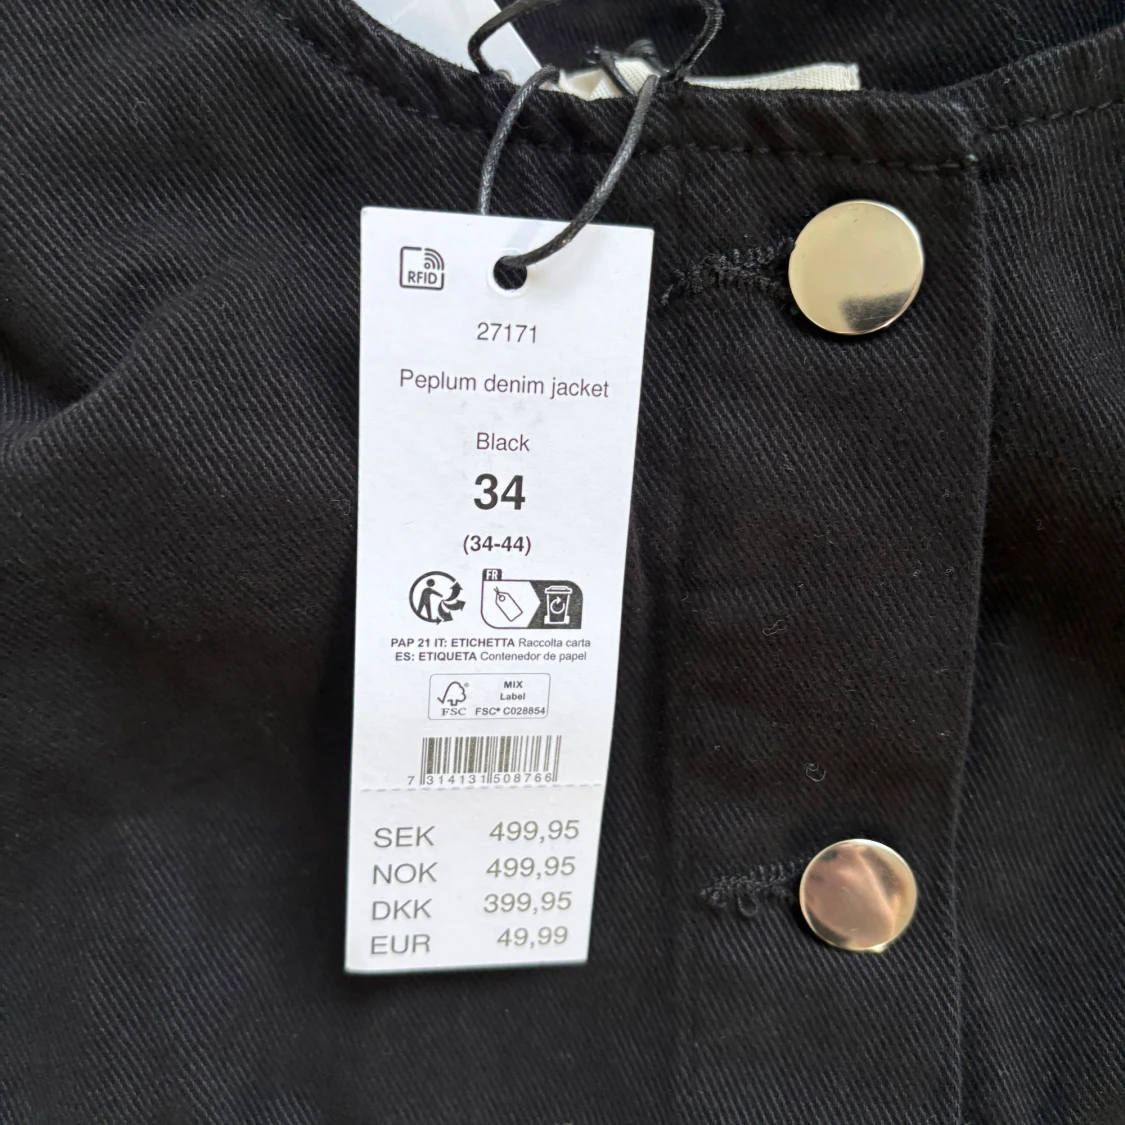 RFID
27171
Peplum denim jacket
Black
34
(34-44)
FR
PAP 21 IT: ETICHETTA Raccolta carta
ES: ETIQUETA Contenedor de papel
MIX
Label
FSC® C028854
FSC
7 314131 508766
SEK 499,95
NOK 499,95
DKK 399,95
EUR 49,99